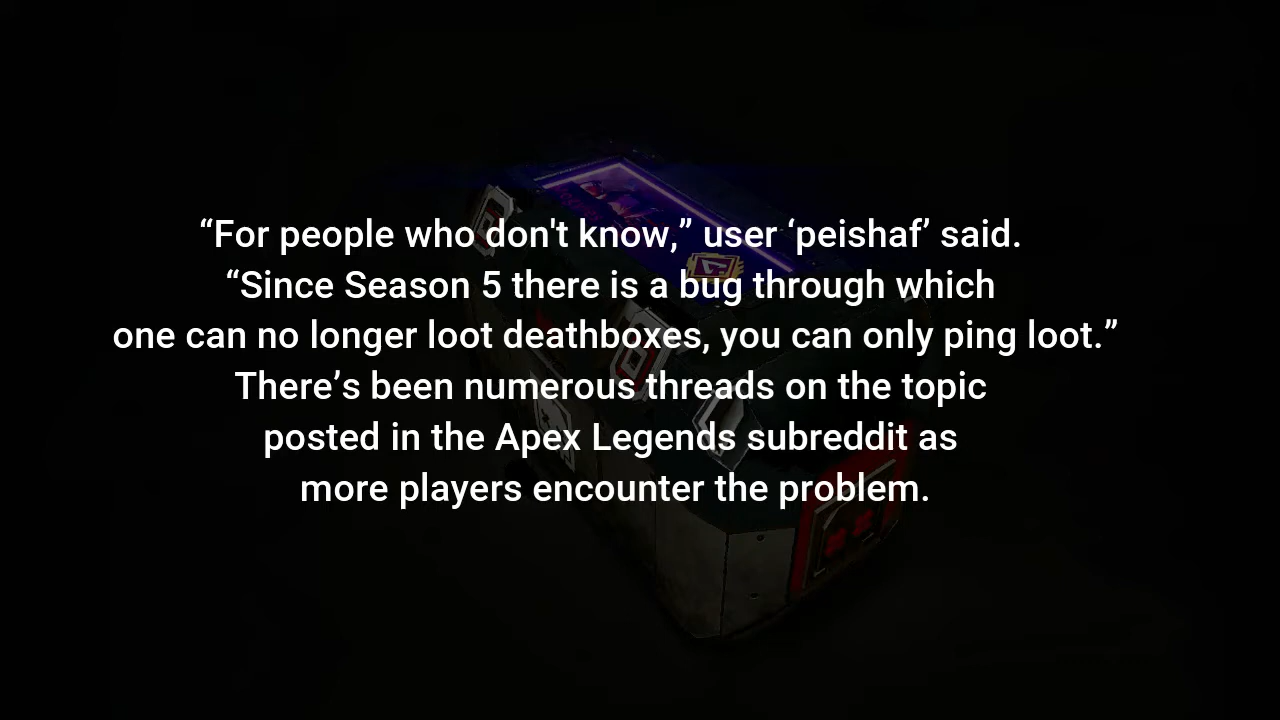 “For people who don't know,” user ‘peishaf’ said.
“Since Season 5 there is a bug through which
one can no longer loot deathboxes, you can only ping loot.”
There’s been numerous threads on the topic
posted in the Apex Legends subreddit as
more players encounter the problem.